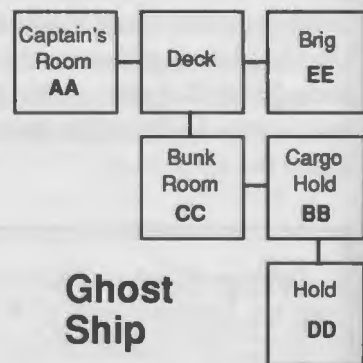 Captain's
Room
AA
Deck
Brig
EE
Bunk
Room
CC
Cargo
Hold
BB
Hold
DD
Ghost
Ship